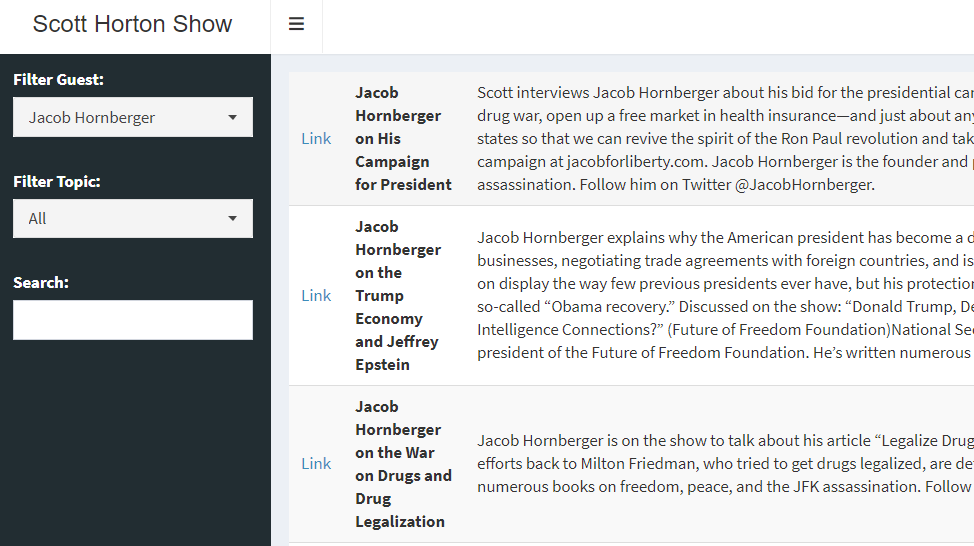 Scott Horton Show
Filter Guest:
Jacob Hornberger
Filter Topic:
All
Search:
Link
Jacob
Hornberger
on His
Campaign
for President
Scott interviews Jacob Hornberger about his bid for the presidential
drug war, open up a free market in health insurance—and just about
states so that we can revive the spirit of the Ron Paul revolution and
campaign at jacobforliberty.com. Jacob Hornberger is the founder and
assassination. Follow him on Twitter @JacobHornberger.
Link
Jacob
Hornberger
on the
Trump
Economy
and Jeffrey
Epstein
Jacob Hornberger explains why the American president has become a
businesses, negotiating trade agreements with foreign countries, and
on display the way few previous presidents ever have, but his
so-called “Obama recovery.” Discussed on the show: “Donald Trump,
Intelligence Connections?” (Future of Freedom Foundation)National
president of the Future of Freedom Foundation. He’s written numerous
Link
Jacob
Hornberger
on the War
on Drugs and
Drug
Legalization
Jacob Hornberger is on the show to talk about his article “Legalize
efforts back to Milton Friedman, who tried to get drugs legalized, are
numerous books on freedom, peace, and the JFK assassination. Follow